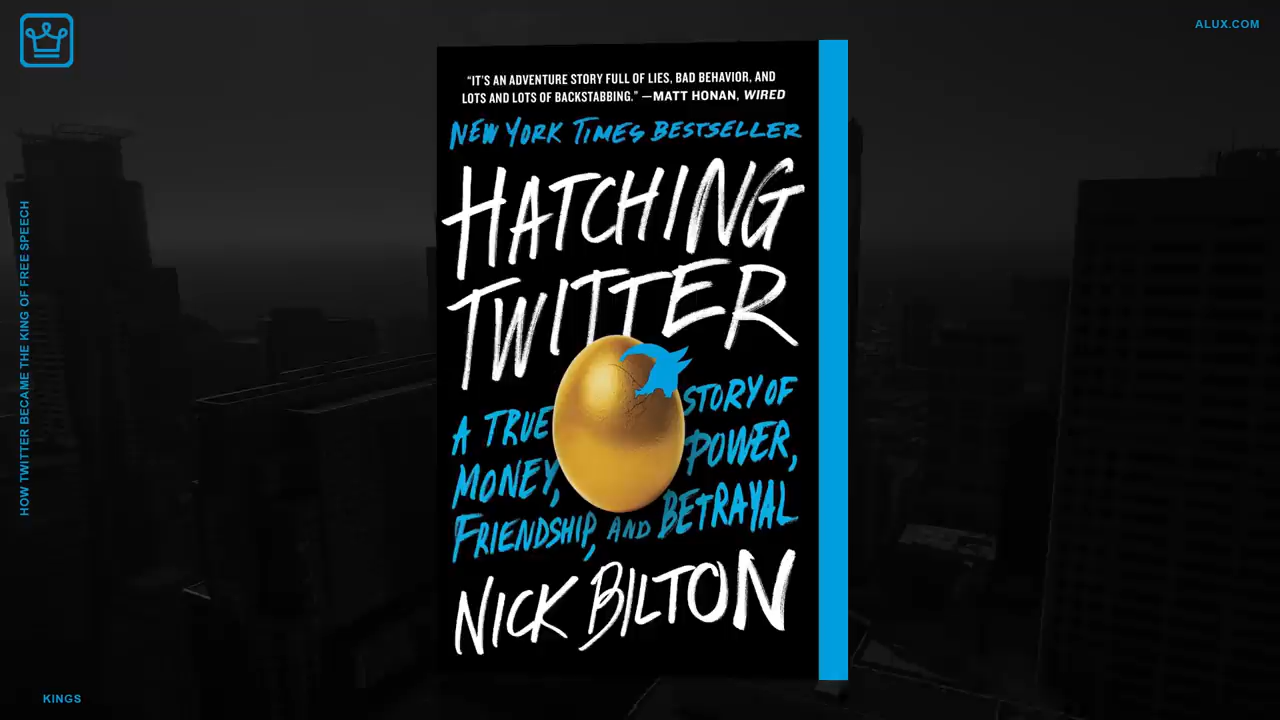 ALUX.COM
HOW TWITTER BECAME THE KING OF FREE SPEECH
“IT’S AN ADVENTURE STORY FULL OF LIES, BAD BEHAVIOR, AND
LOTS AND LOTS OF BACKSTABBING.” —MATT HONAN, WIRED
NEW YORK TIMES BESTSELLER
HATCHING
TWITTER
A TRUE STORY OF
MONEY, POWER,
FRIENDSHIP, AND BETRAYAL
NICK BILTON
KINGS